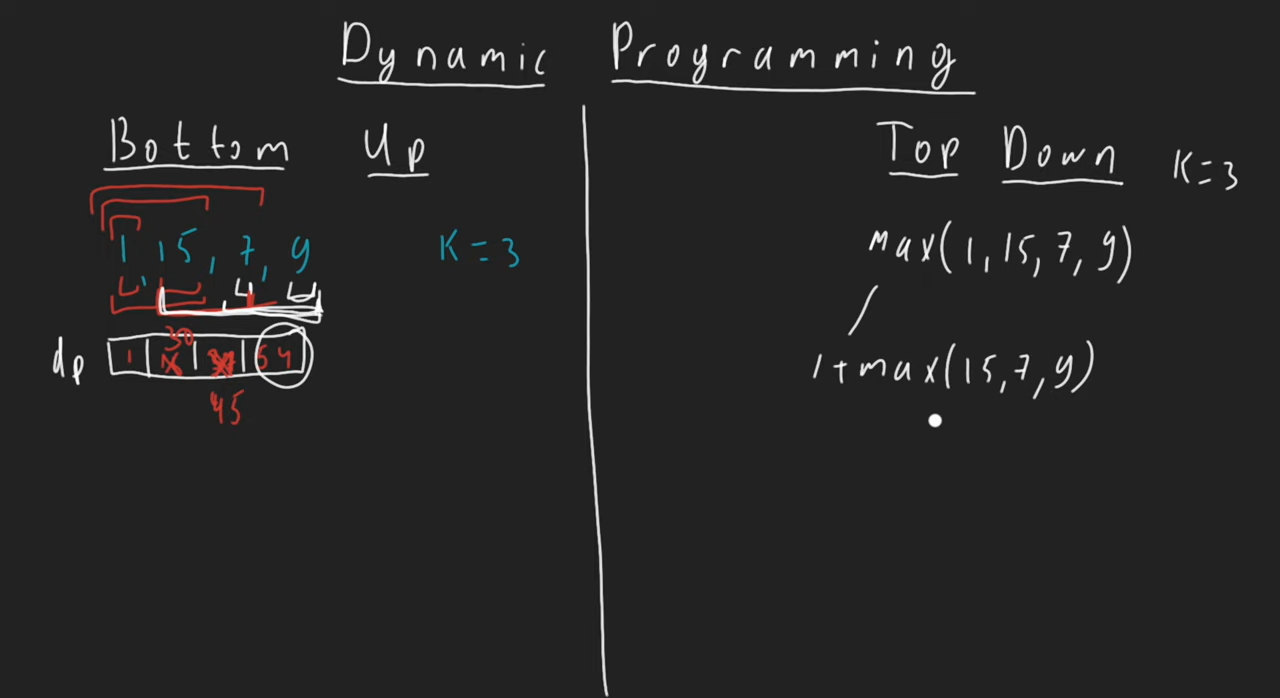 Dynamic Programming
Bottom Up
1, 15, 7, 9 K = 3
30
dp 1 54
45
Top Down K = 3
max(1, 15, 7, 9)
1 + max(15, 7, 9)